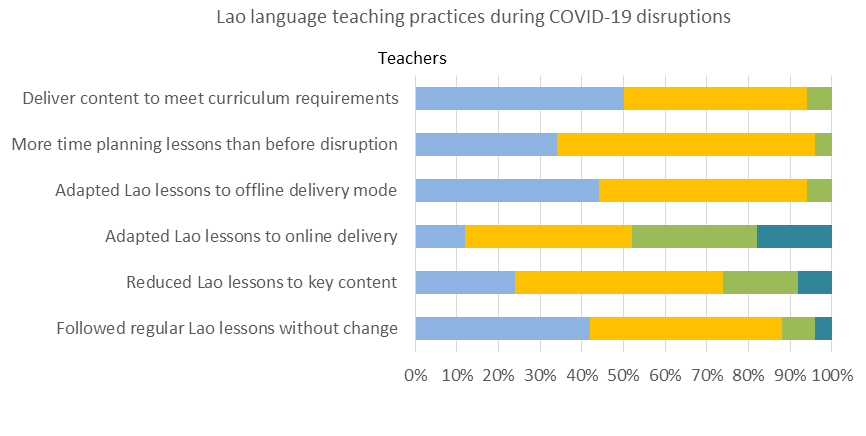 Lao language teaching practices during COVID-19 disruptions
Teachers
Deliver content to meet curriculum requirements
More time planning lessons than before disruption
Adapted Lao lessons to offline delivery mode
Adapted Lao lessons to online delivery
Reduced Lao lessons to key content
Followed regular Lao lessons without change
0% 10% 20% 30% 40% 50% 60% 70% 80% 90% 100%